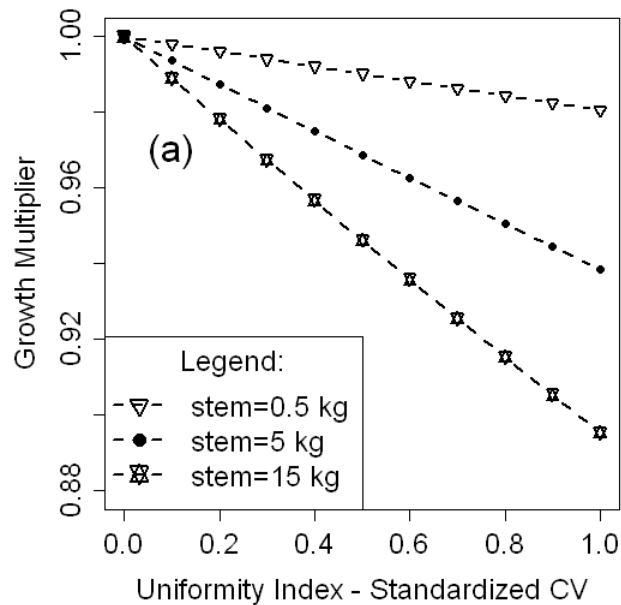 Growth Multiplier
1.00
0.96
0.92
0.88
(a)
Legend:
stem=0.5 kg
stem=5 kg
stem=15 kg
0.0 0.2 0.4 0.6 0.8 1.0
Uniformity Index - Standardized CV